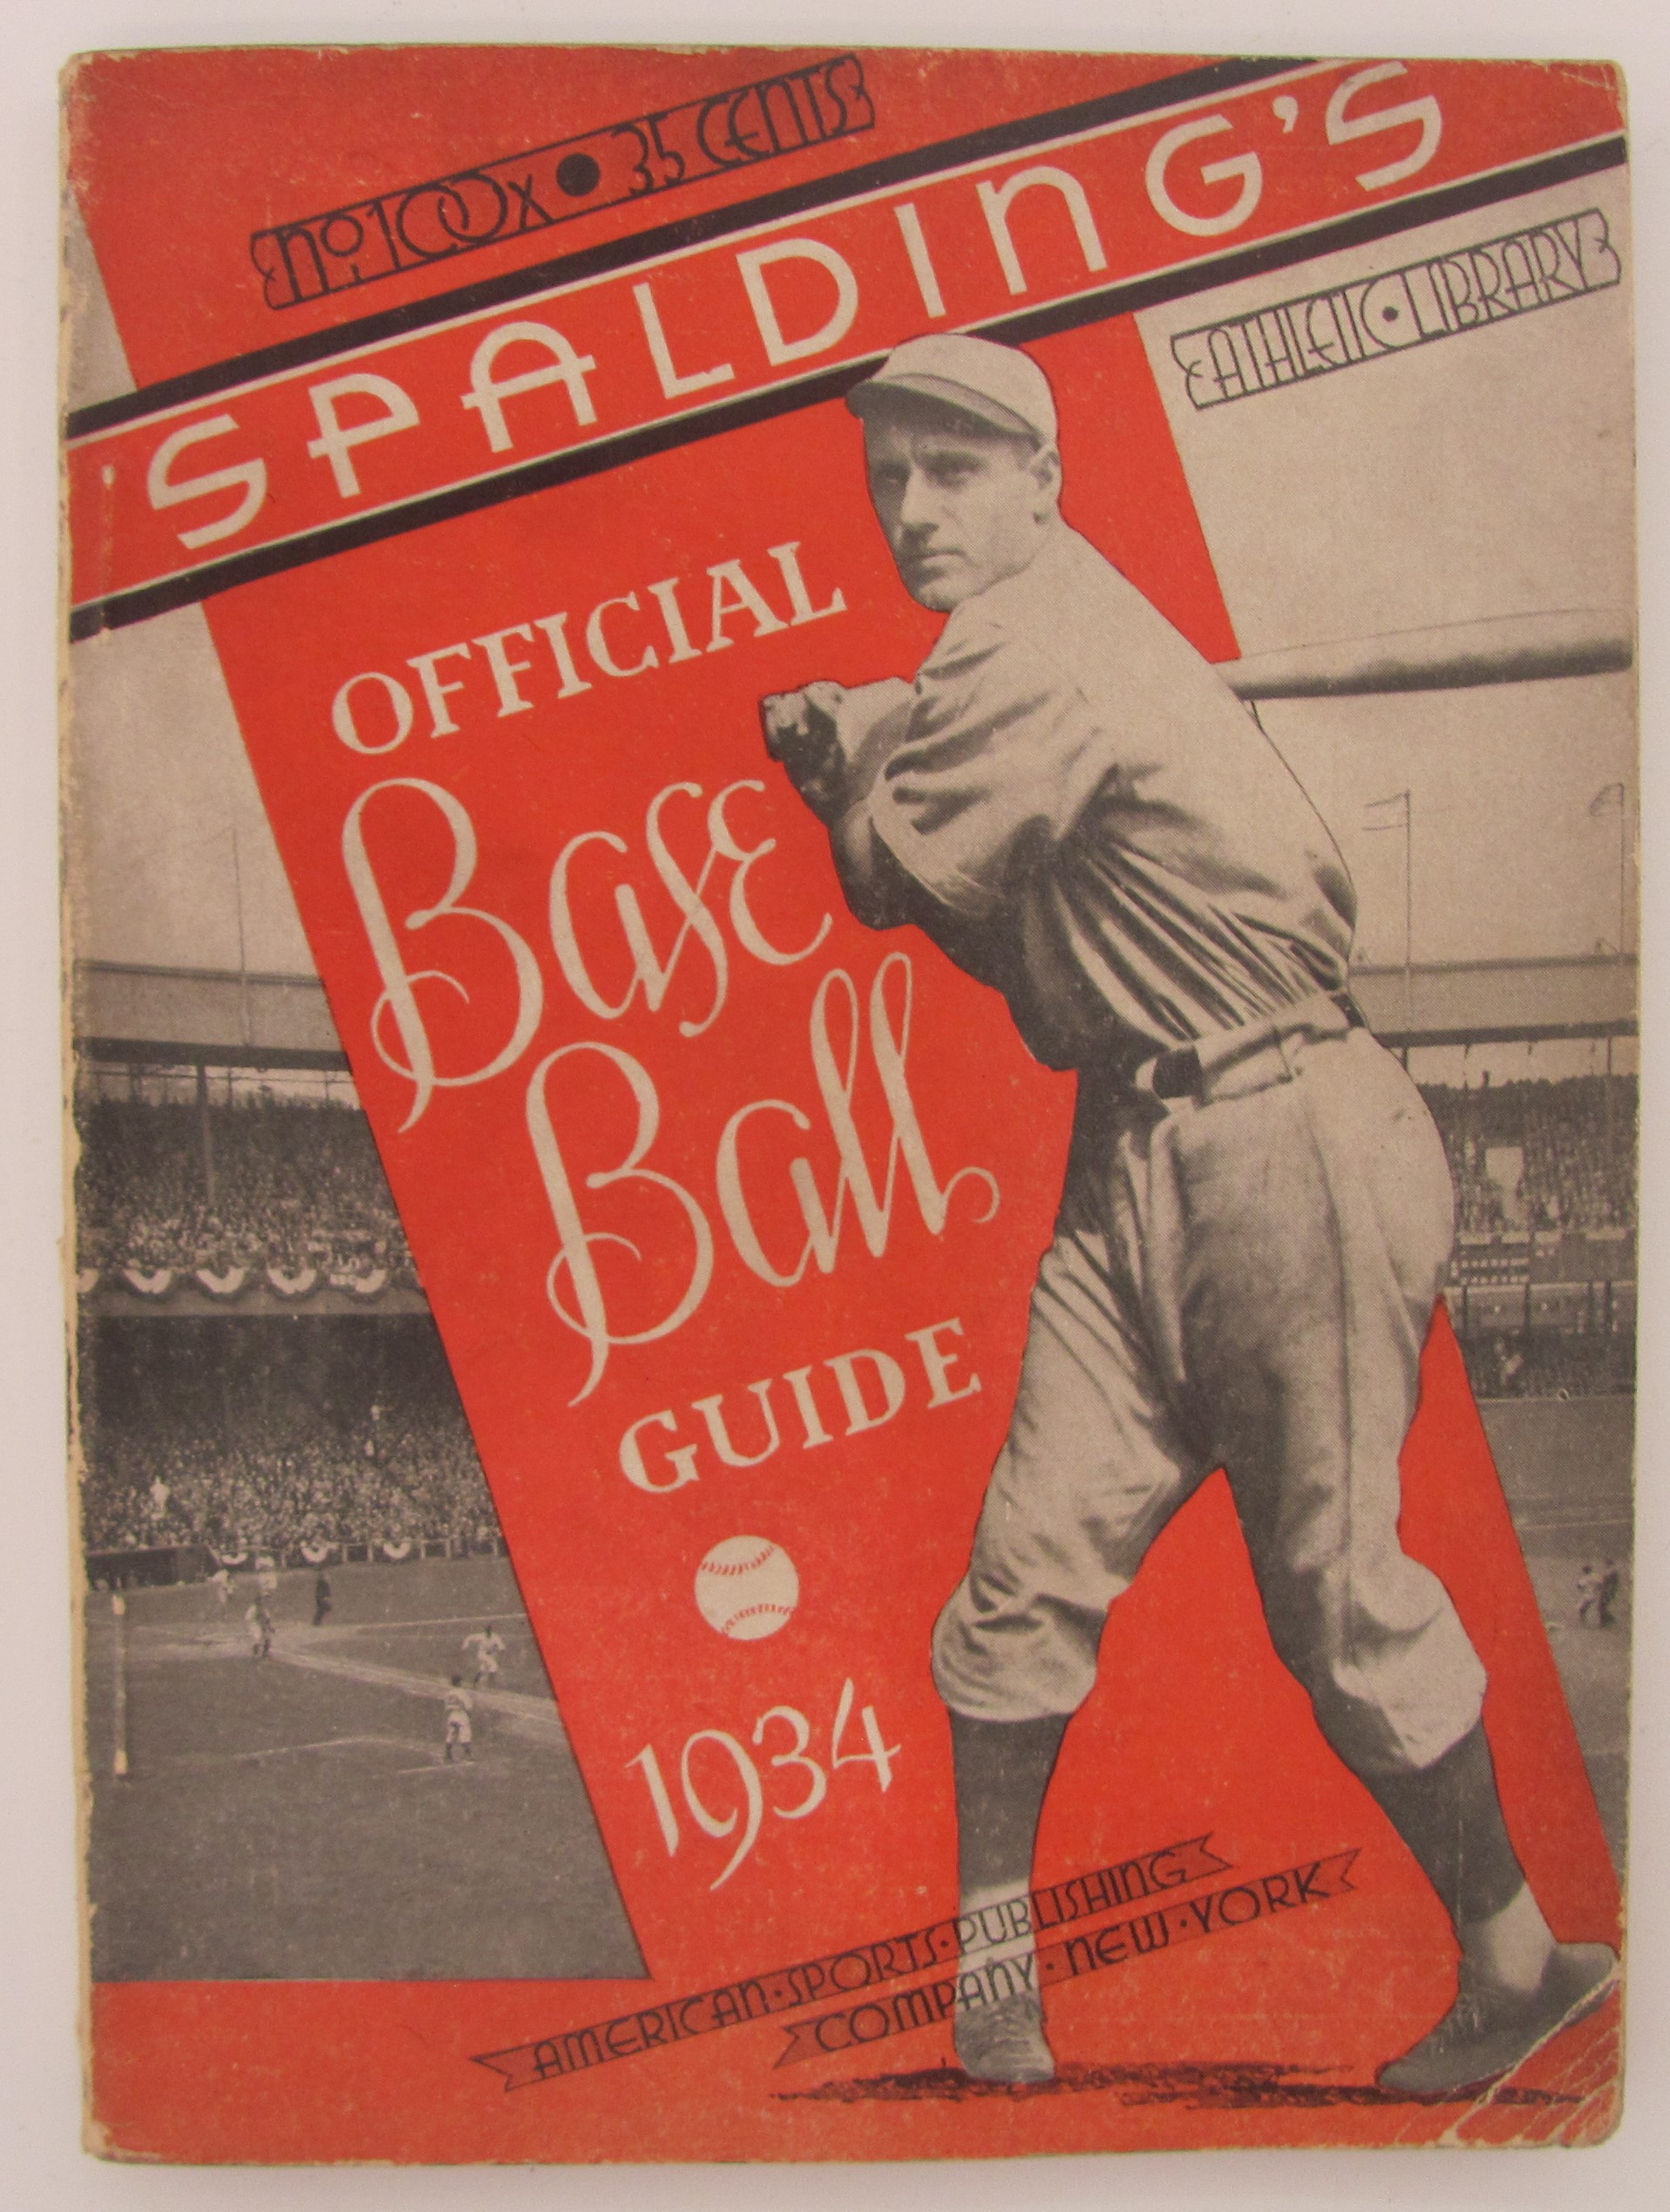 No. 100X • 35 CENTS
SPALDING'S
ATHLETIC • LIBRARY
OFFICIAL
Base
Ball
GUIDE
1934
AMERICAN • SPORTS • PUBLISHING
COMPANY • NEW • YORK